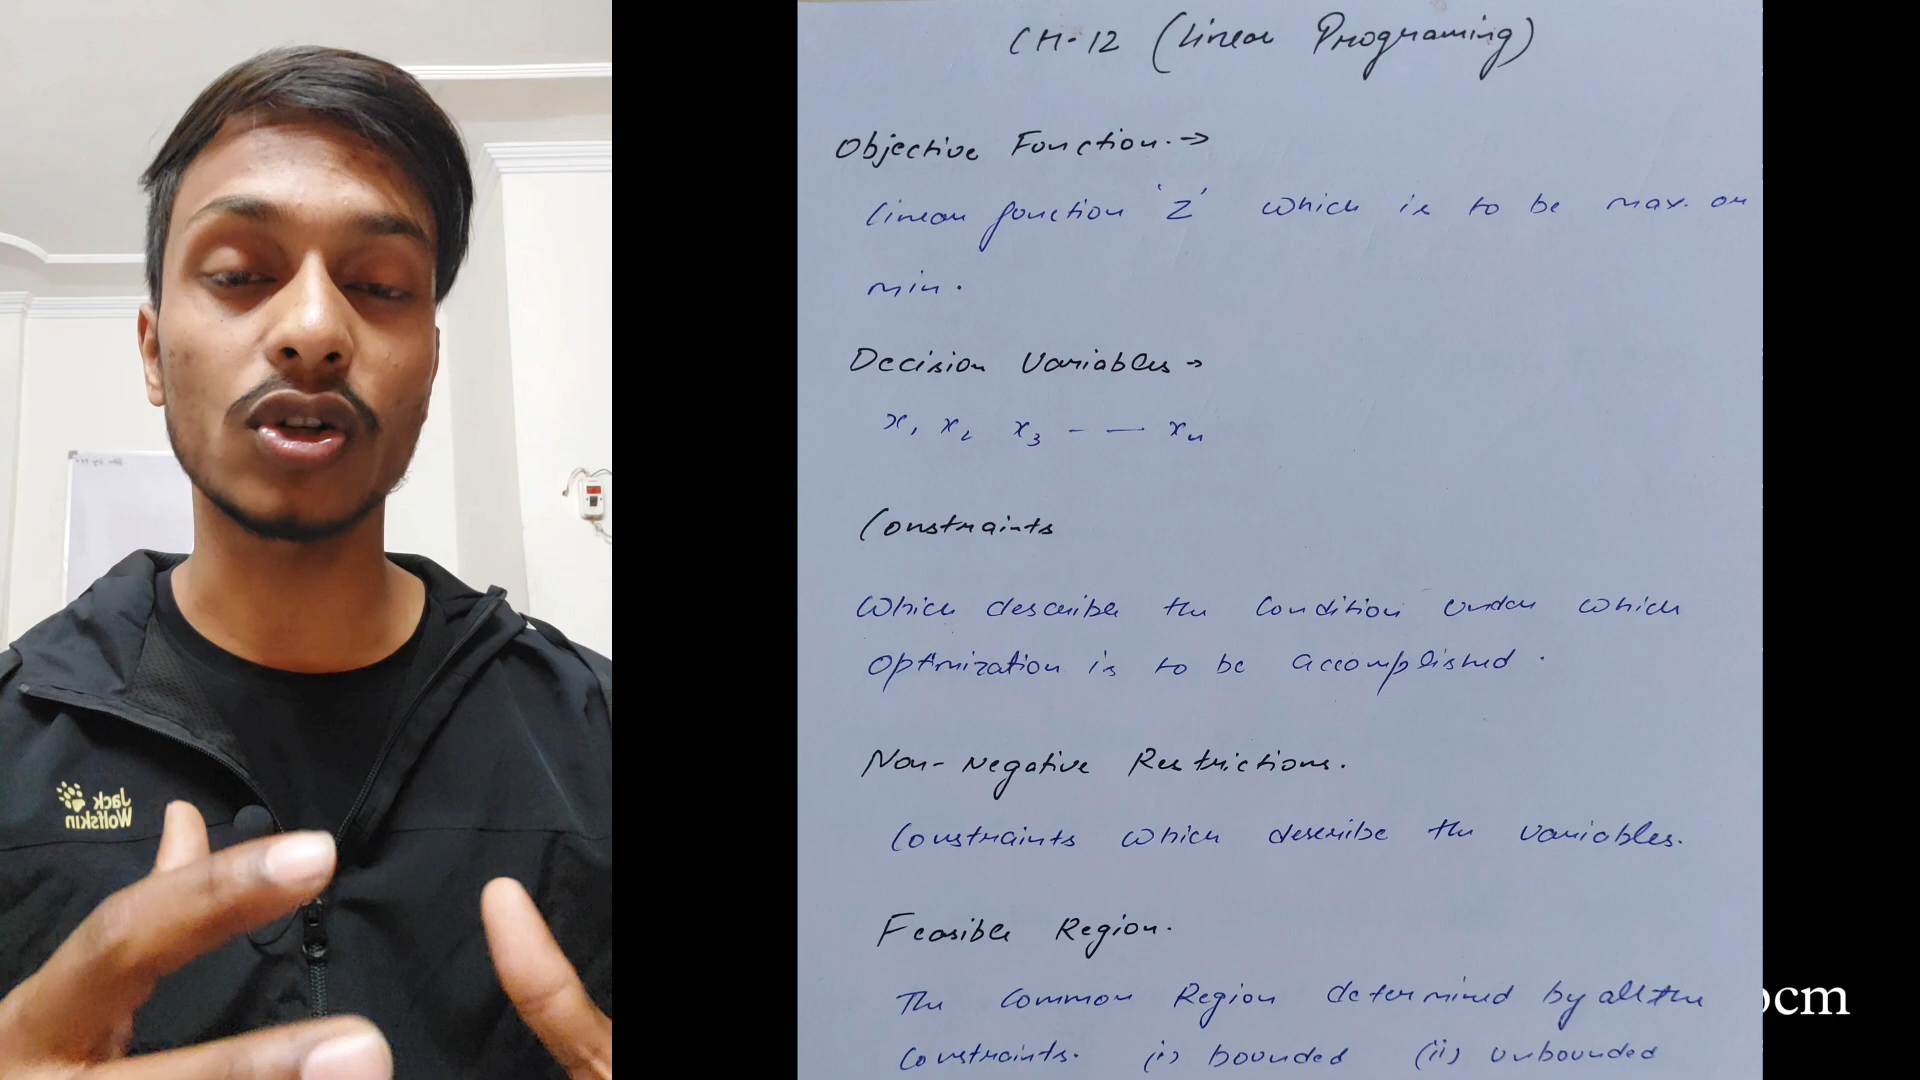 CH-12 (Linear Programing)
Objective Function. →
Linear function 'Z' which is to be max. or
min.
Decision Variables →
x₁ x₂ x₃ - — xₙ
Constraints
Which describe the Condition under which
Optimization is to be accomplished.
Non-Negative Restrictions.
Constraints which describe the variables.
Feasible Region.
The Common Region determined by all the
Constraints. (i) bounded (ii) unbounded
Jack
Wolfskin
ocm